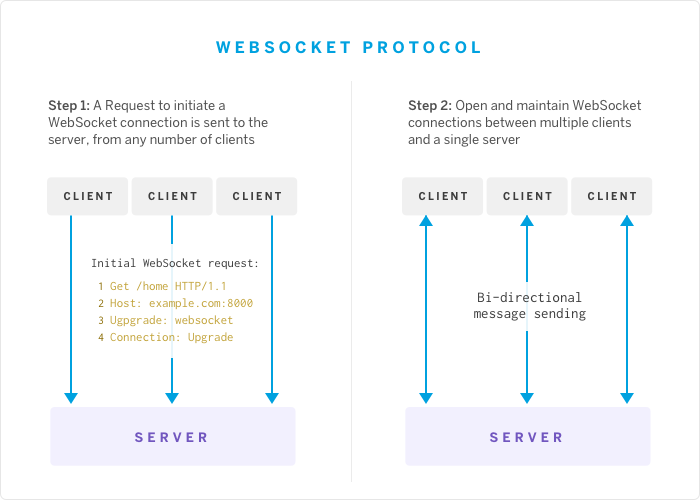 WEBSOCKET PROTOCOL
Step 1: A Request to initiate a
WebSocket connection is sent to the
server, from any number of clients
CLIENT CLIENT CLIENT
Initial WebSocket request:
1 Get /home HTTP/1.1
2 Host: example.com:8000
3 Ugpgrade: websocket
4 Connection: Upgrade
SERVER
Step 2: Open and maintain WebSocket
connections between multiple clients
and a single server
CLIENT CLIENT CLIENT
Bi-directional
message sending
SERVER